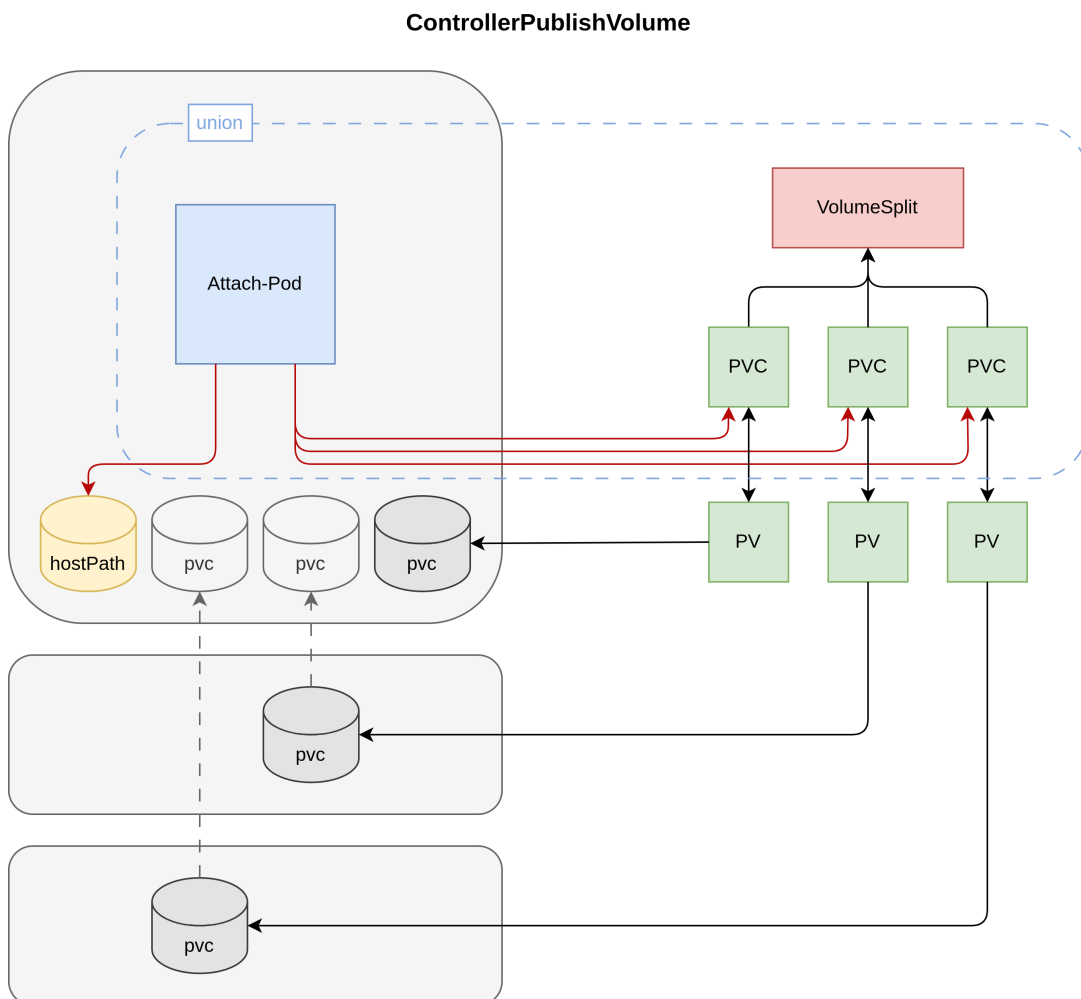 ControllerPublishVolume
union
VolumeSplit
Attach-Pod
PVC
PVC
PVC
hostPath
pvc
pvc
pvc
PV
PV
PV
pvc
pvc